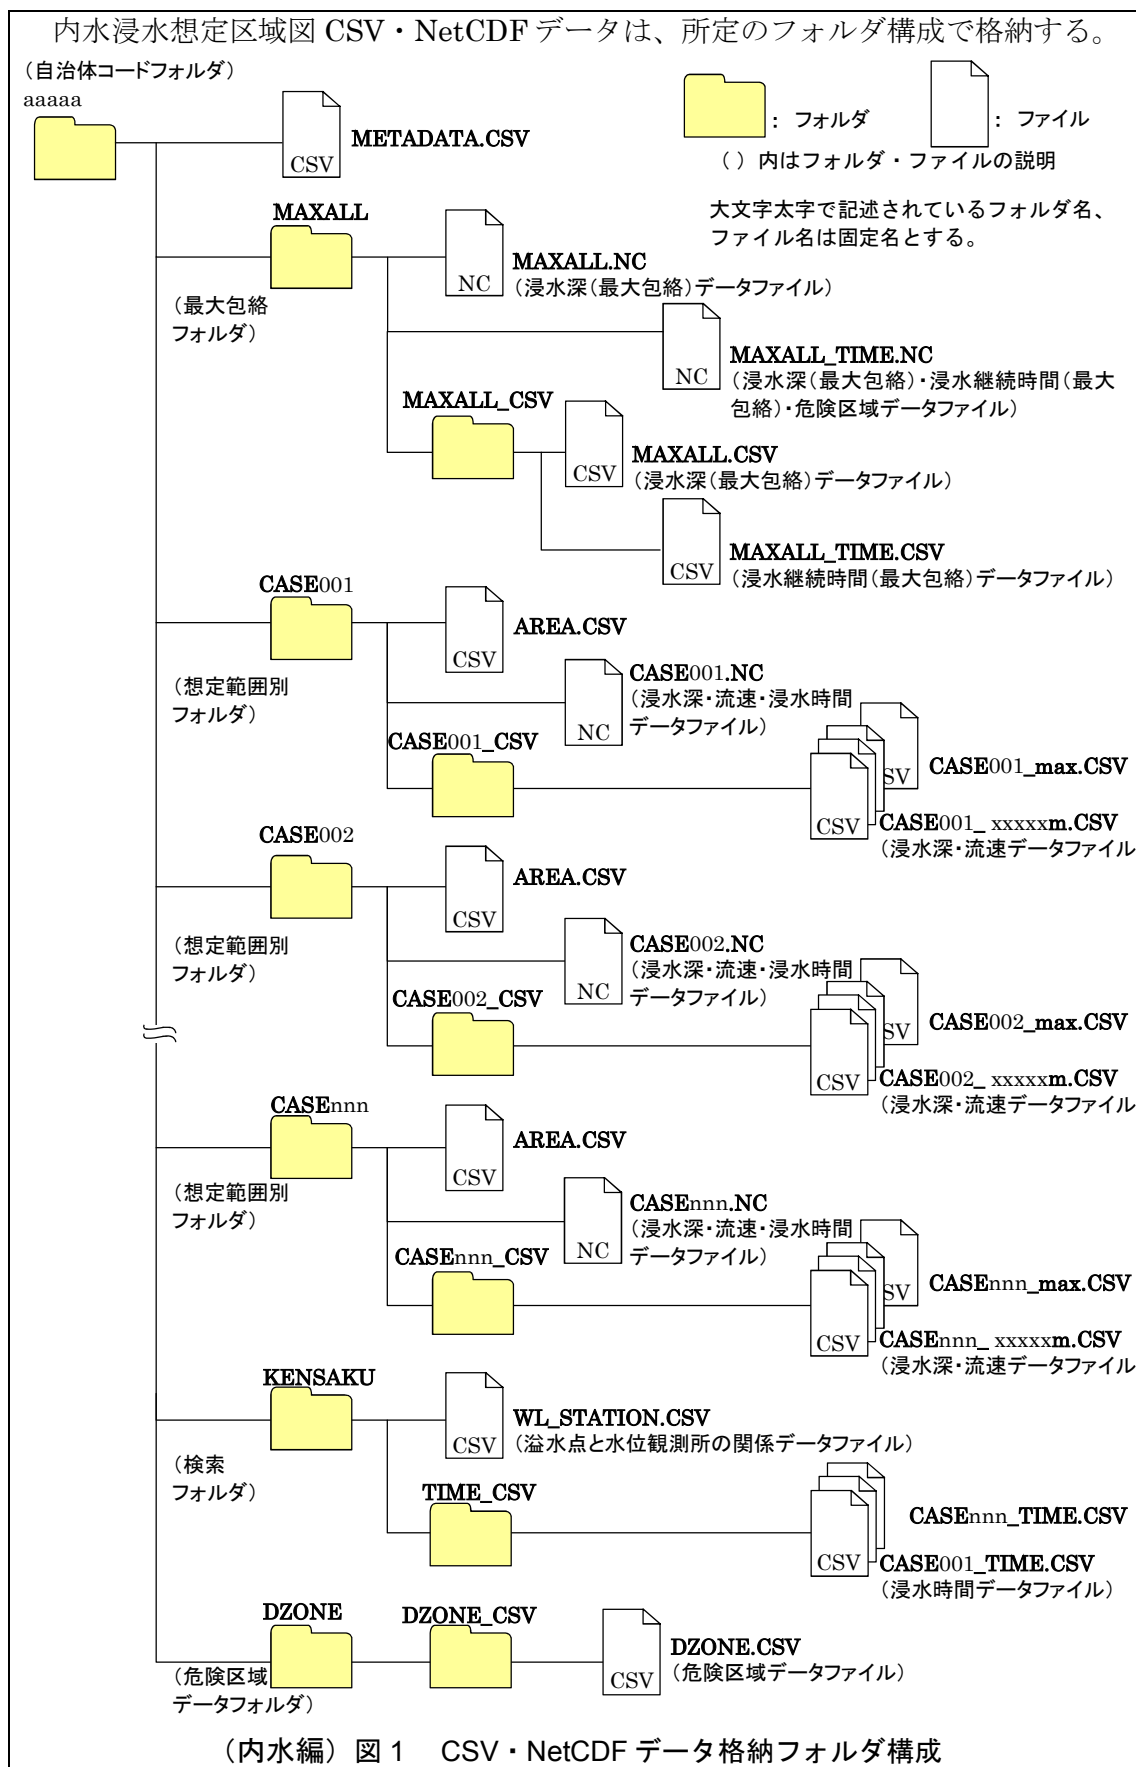 内水浸水想定区域図 CSV・NetCDF データは、所定のフォルダ構成で格納する。
（自治体コードフォルダ）
aaaaa
CSV
METADATA.CSV
： フォルダ
： ファイル
（ ）内はフォルダ・ファイルの説明
大文字太字で記述されているフォルダ名、
ファイル名は固定名とする。
MAXALL
（最大包絡
フォルダ）
NC
MAXALL.NC
（浸水深（最大包絡）データファイル）
NC
MAXALL_TIME.NC
（浸水深（最大包絡）・浸水継続時間（最大
包絡）・危険区域データファイル）
MAXALL_CSV
CSV
MAXALL.CSV
（浸水深（最大包絡）データファイル）
CSV
MAXALL_TIME.CSV
（浸水継続時間（最大包絡）データファイル）
CASE001
（想定範囲別
フォルダ）
CSV
AREA.CSV
NC
CASE001.NC
（浸水深・流速・浸水時間
データファイル）
CASE001_CSV
SV
CASE001_max.CSV
CSV
CASE001_ xxxxxm.CSV
（浸水深・流速データファイル
CASE002
（想定範囲別
フォルダ）
CSV
AREA.CSV
NC
CASE002.NC
（浸水深・流速・浸水時間
データファイル）
CASE002_CSV
SV
CASE002_max.CSV
CSV
CASE002_ xxxxxm.CSV
（浸水深・流速データファイル
CASEnnn
（想定範囲別
フォルダ）
CSV
AREA.CSV
NC
CASEnnn.NC
（浸水深・流速・浸水時間
データファイル）
CASEnnn_CSV
SV
CASEnnn_max.CSV
CSV
CASEnnn_ xxxxxm.CSV
（浸水深・流速データファイル
KENSAKU
（検索
フォルダ）
CSV
WL_STATION.CSV
（溢水点と水位観測所の関係データファイル）
TIME_CSV
CASEnnn_TIME.CSV
CSV
CASE001_TIME.CSV
（浸水時間データファイル）
DZONE
（危険区域
データフォルダ）
DZONE_CSV
CSV
DZONE.CSV
（危険区域データファイル）
（内水編）図 1 CSV・NetCDF データ格納フォルダ構成